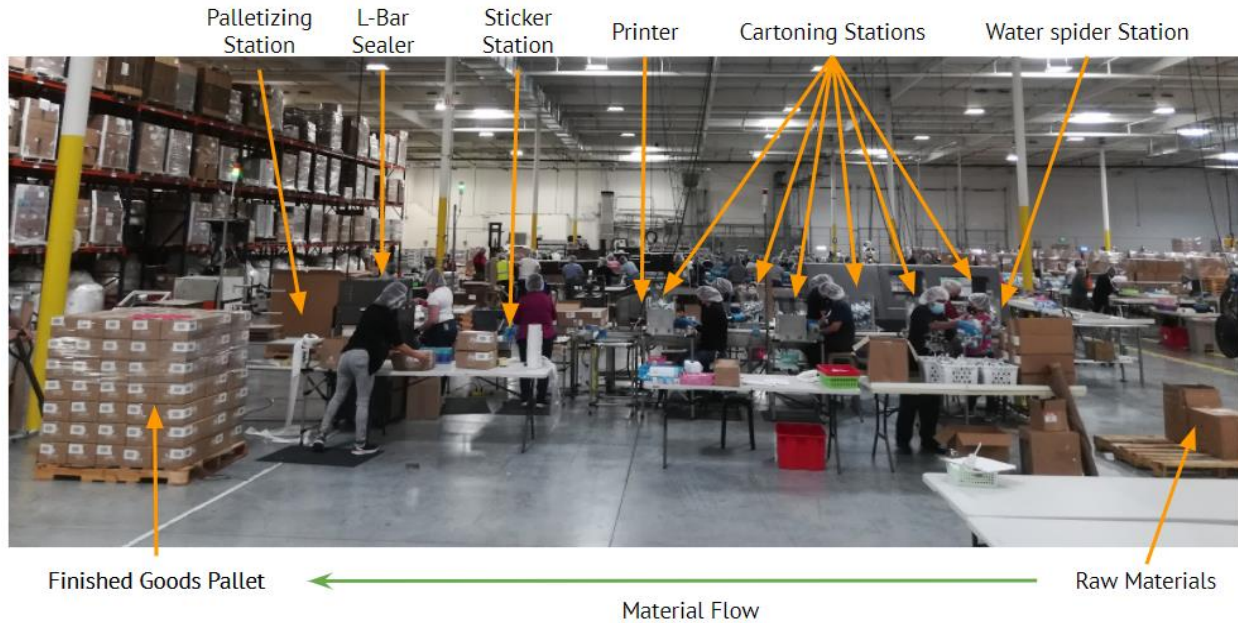 Palletizing
Station
L-Bar
Sealer
Sticker
Station
Printer
Cartoning Stations
Water spider Station
Finished Goods Pallet
Raw Materials
Material Flow